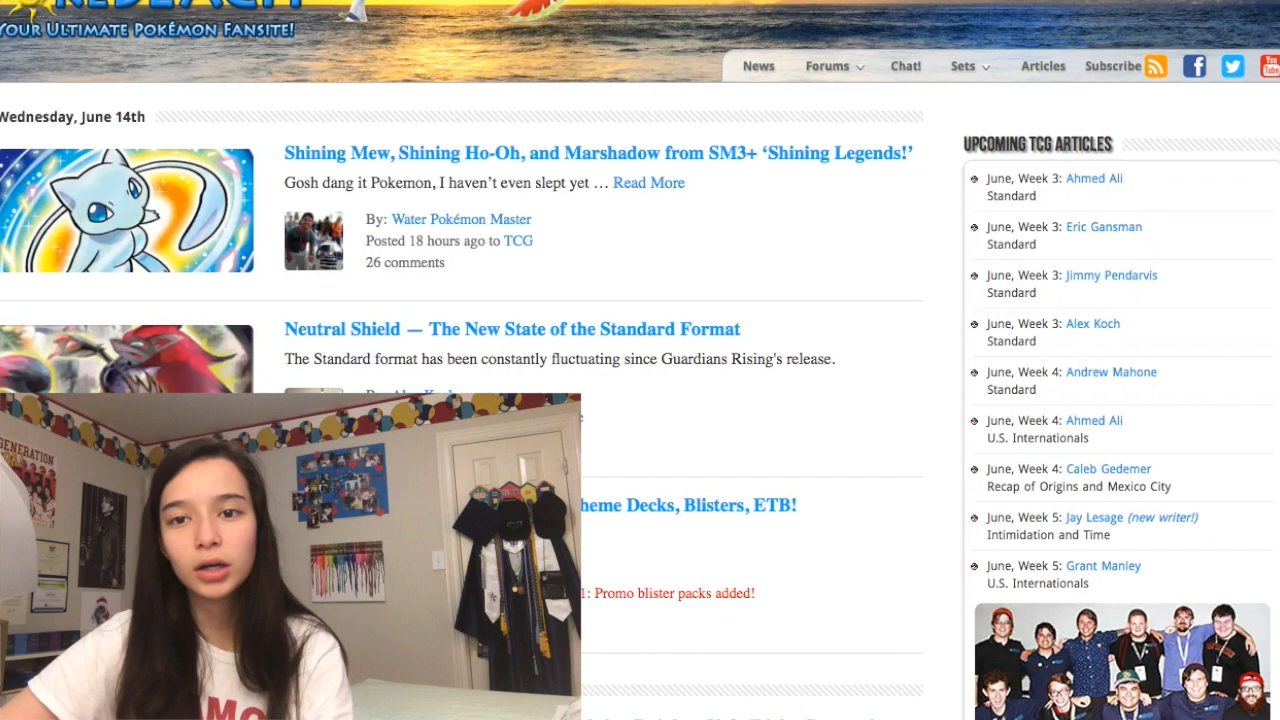 YOUR ULTIMATE POKÉMON FANSITE!
News Forums Chat! Sets Articles Subscribe
You
Wednesday, June 14th
Shining Mew, Shining Ho-Oh, and Marshadow from SM3+ ‘Shining Legends!’
Gosh dang it Pokemon, I haven’t even slept yet … Read More
By: Water Pokémon Master
Posted 18 hours ago to TCG
26 comments
Neutral Shield — The New State of the Standard Format
The Standard format has been constantly fluctuating since Guardians Rising's release.
heme Decks, Blisters, ETB!
1: Promo blister packs added!
UPCOMING TCG ARTICLES
June, Week 3: Ahmed Ali
Standard
June, Week 3: Eric Gansman
Standard
June, Week 3: Jimmy Pendarvis
Standard
June, Week 3: Alex Koch
Standard
June, Week 4: Andrew Mahone
Standard
June, Week 4: Ahmed Ali
U.S. Internationals
June, Week 4: Caleb Gedemer
Recap of Origins and Mexico City
June, Week 5: Jay Lesage (new writer!)
Intimidation and Time
June, Week 5: Grant Manley
U.S. Internationals
GENERATION